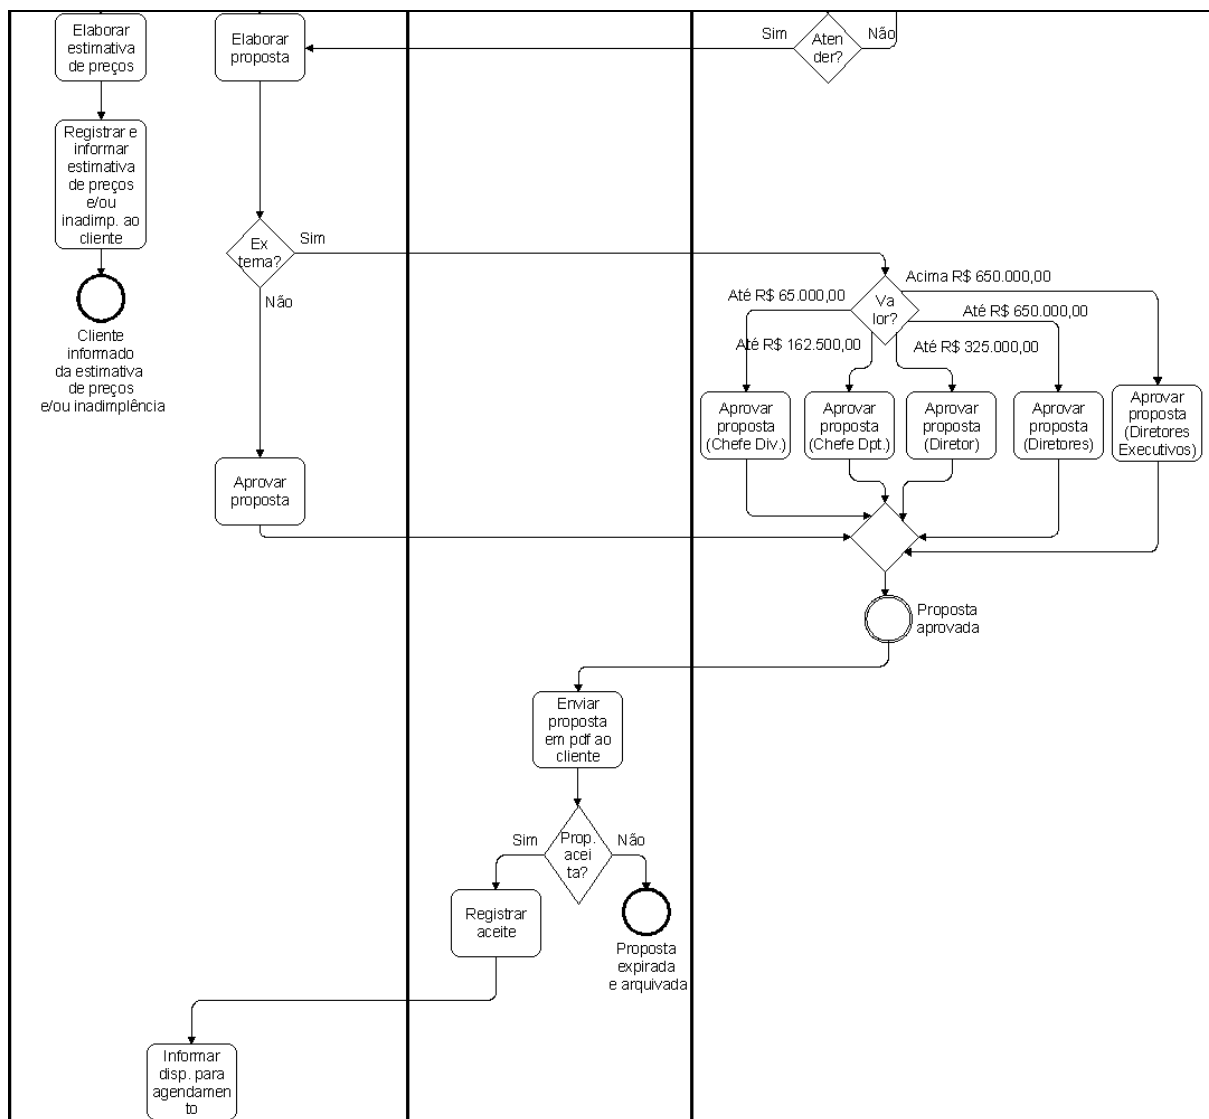 Elaborar
estimativa
de preços
Elaborar
proposta
Sim
Aten
der?
Não
Registrar e
informar
estimativa
de preços
e/ou
inadimp. ao
cliente
Ex
terna?
Sim
Não
Cliente
informado
da estimativa
de preços
e/ou inadimplência
Va
lor?
Acima R$ 650.000,00
Até R$ 65.000,00
Até R$ 650.000,00
Até R$ 162.500,00
Até R$ 325.000,00
Aprovar
proposta
(Chefe Div.)
Aprovar
proposta
(Chefe Dpt.)
Aprovar
proposta
(Diretor)
Aprovar
proposta
(Diretores)
Aprovar
proposta
(Diretores
Executivos)
Aprovar
proposta
Proposta
aprovada
Enviar
proposta
em pdf ao
cliente
Sim
Prop.
acei
ta?
Não
Registrar
aceite
Proposta
expirada
e arquivada
Informar
disp. para
agendamen
to